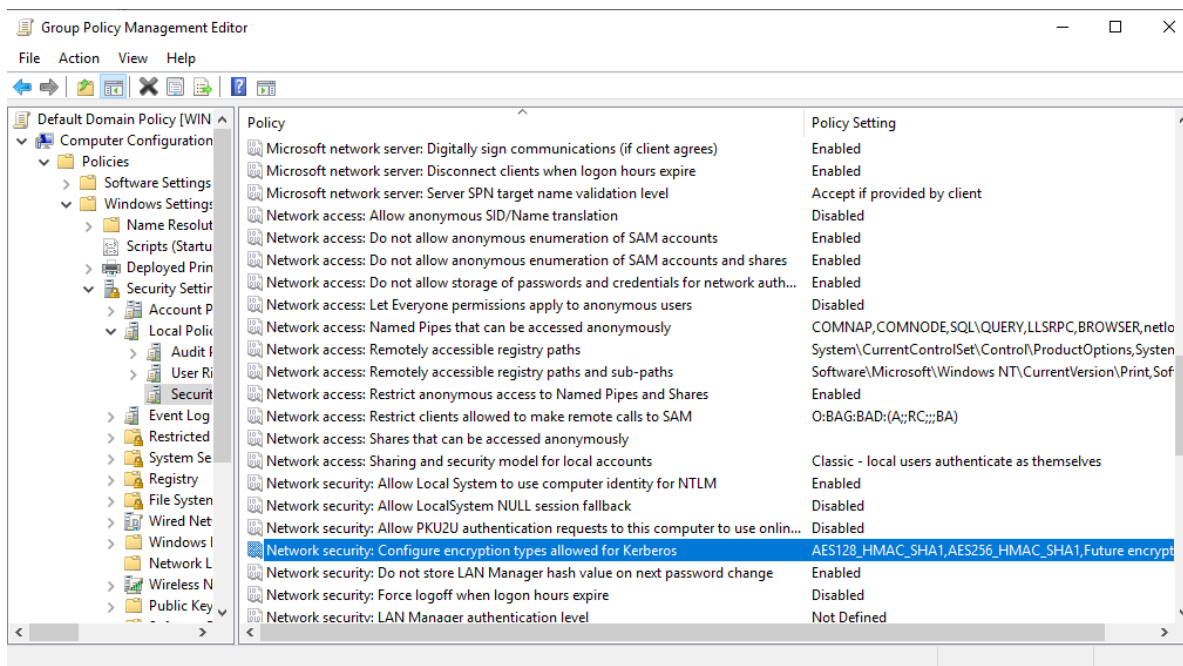 Group Policy Management Editor
File Action View Help
Default Domain Policy [WIN
Computer Configuration
Policies
Software Settings
Windows Settings
Name Resolut
Scripts (Startu
Deployed Prin
Security Settin
Account P
Local Polic
Audit P
User Ri
Securit
Event Log
Restricted
System Se
Registry
File System
Wired Net
Windows
Network L
Wireless N
Public Key
Policy Policy Setting
Microsoft network server: Digitally sign communications (if client agrees) Enabled
Microsoft network server: Disconnect clients when logon hours expire Enabled
Microsoft network server: Server SPN target name validation level Accept if provided by client
Network access: Allow anonymous SID/Name translation Disabled
Network access: Do not allow anonymous enumeration of SAM accounts Enabled
Network access: Do not allow anonymous enumeration of SAM accounts and shares Enabled
Network access: Do not allow storage of passwords and credentials for network auth... Enabled
Network access: Let Everyone permissions apply to anonymous users Disabled
Network access: Named Pipes that can be accessed anonymously COMNAP,COMNODE,SQL\QUERY,LLSRPC,BROWSER,netlo
Network access: Remotely accessible registry paths System\CurrentControlSet\Control\ProductOptions,System
Network access: Remotely accessible registry paths and sub-paths Software\Microsoft\Windows NT\CurrentVersion\Print,Sof
Network access: Restrict anonymous access to Named Pipes and Shares Enabled
Network access: Restrict clients allowed to make remote calls to SAM O:BAG:BAD:(A;;RC;;;BA)
Network access: Shares that can be accessed anonymously
Network access: Sharing and security model for local accounts Classic - local users authenticate as themselves
Network security: Allow Local System to use computer identity for NTLM Enabled
Network security: Allow LocalSystem NULL session fallback Disabled
Network security: Allow PKU2U authentication requests to this computer to use onlin... Disabled
Network security: Configure encryption types allowed for Kerberos AES128_HMAC_SHA1,AES256_HMAC_SHA1,Future encrypt
Network security: Do not store LAN Manager hash value on next password change Enabled
Network security: Force logoff when logon hours expire Disabled
Network security: LAN Manager authentication level Not Defined